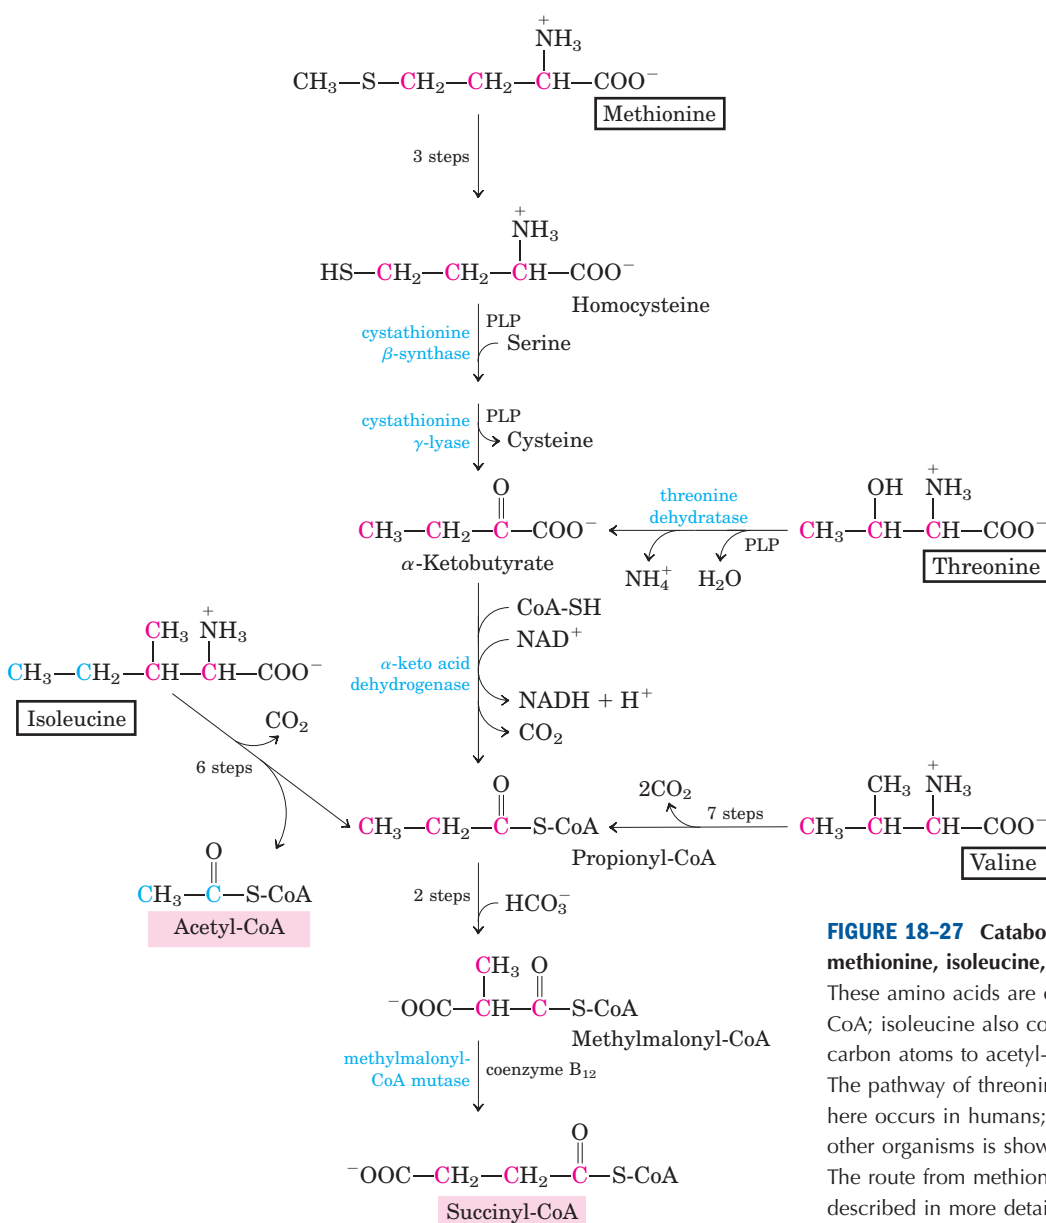 +
NH₃
CH₃—S—CH₂—CH₂—CH—COO⁻
Methionine
3 steps
+
NH₃
HS—CH₂—CH₂—CH—COO⁻
Homocysteine
PLP
cystathionine
β-synthase
Serine
cystathionine
γ-lyase
PLP
Cysteine
O
CH₃—CH₂—C—COO⁻
α-Ketobutyrate
threonine
dehydratase
PLP
NH₄⁺
H₂O
OH
+
NH₃
CH₃—CH—CH—COO⁻
Threonine
CoA-SH
NAD⁺
α-keto acid
dehydrogenase
NADH + H⁺
CO₂
CH₃
+
NH₃
CH₃—CH₂—CH—CH—COO⁻
Isoleucine
CO₂
6 steps
O
CH₃—C—S-CoA
Acetyl-CoA
O
CH₃—CH₂—C—S-CoA
Propionyl-CoA
2CO₂
7 steps
CH₃
+
NH₃
CH₃—CH—CH—COO⁻
Valine
2 steps
HCO₃⁻
CH₃
O
⁻OOC—CH—C—S-CoA
Methylmalonyl-CoA
methylmalonyl-
CoA mutase
coenzyme B₁₂
O
⁻OOC—CH₂—CH₂—C—S-CoA
Succinyl-CoA
FIGURE 18–27 Catabo
methionine, isoleucine,
These amino acids are
CoA; isoleucine also co
carbon atoms to acetyl-
The pathway of threonin
here occurs in humans;
other organisms is show
The route from methion
described in more detai